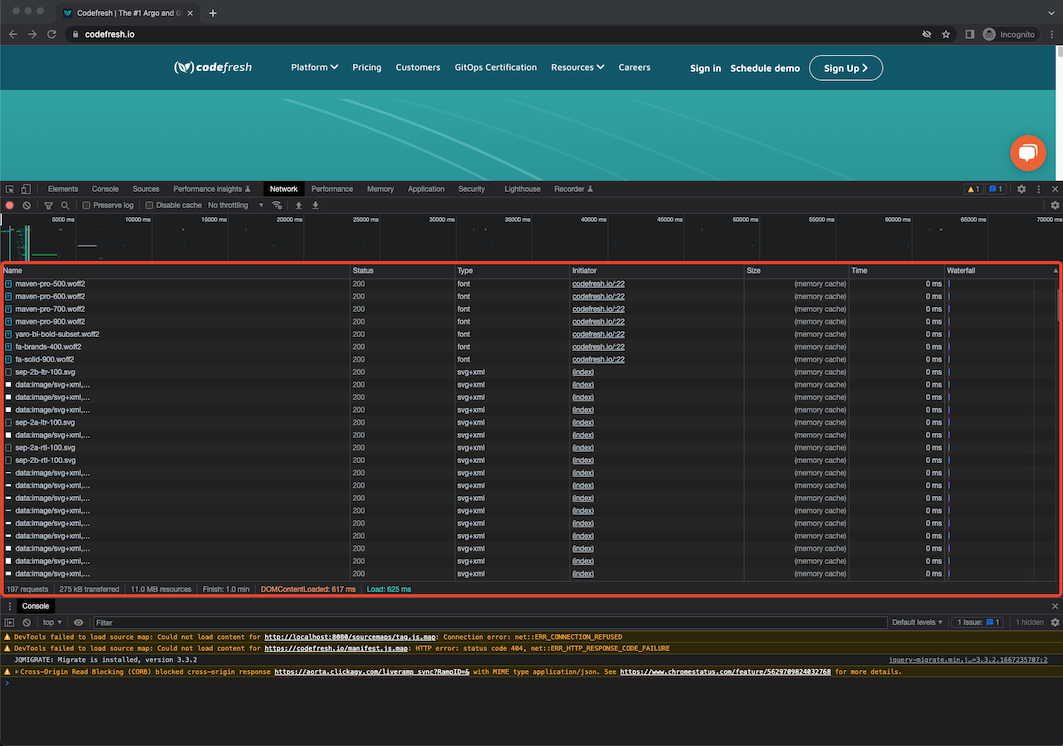 Codefresh | The #1 Argo and G
codefresh.io
Incognito
codefresh
Platform Pricing Customers GitOps Certification Resources Careers Sign in Schedule demo Sign Up
Elements Console Sources Performance insights Network Performance Memory Application Security Lighthouse Recorder 1 1
Preserve log Disable cache No throttling
5000 ms 10000 ms 15000 ms 20000 ms 25000 ms 30000 ms 35000 ms 40000 ms 45000 ms 50000 ms 55000 ms 60000 ms 65000 ms 70000 ms
Name Status Type Initiator Size Time Waterfall
maven-pro-500.woff2 200 font codefresh.io/:22 (memory cache) 0 ms
maven-pro-600.woff2 200 font codefresh.io/:22 (memory cache) 0 ms
maven-pro-700.woff2 200 font codefresh.io/:22 (memory cache) 0 ms
maven-pro-900.woff2 200 font codefresh.io/:22 (memory cache) 0 ms
yaro-bl-bold-subset.woff2 200 font codefresh.io/:22 (memory cache) 0 ms
fa-brands-400.woff2 200 font codefresh.io/:22 (memory cache) 0 ms
fa-solid-900.woff2 200 font codefresh.io/:22 (memory cache) 0 ms
sep-2b-ltr-100.svg 200 svg+xml (index) (memory cache) 0 ms
data:image/svg+xml,... 200 svg+xml (index) (memory cache) 0 ms
data:image/svg+xml,... 200 svg+xml (index) (memory cache) 0 ms
data:image/svg+xml,... 200 svg+xml (index) (memory cache) 0 ms
sep-2a-ltr-100.svg 200 svg+xml (index) (memory cache) 0 ms
data:image/svg+xml,... 200 svg+xml (index) (memory cache) 0 ms
sep-2a-rtl-100.svg 200 svg+xml (index) (memory cache) 0 ms
sep-2b-rtl-100.svg 200 svg+xml (index) (memory cache) 0 ms
data:image/svg+xml,... 200 svg+xml (index) (memory cache) 0 ms
data:image/svg+xml,... 200 svg+xml (index) (memory cache) 0 ms
data:image/svg+xml,... 200 svg+xml (index) (memory cache) 0 ms
data:image/svg+xml,... 200 svg+xml (index) (memory cache) 0 ms
data:image/svg+xml,... 200 svg+xml (index) (memory cache) 0 ms
data:image/svg+xml,... 200 svg+xml (index) (memory cache) 0 ms
data:image/svg+xml,... 200 svg+xml (index) (memory cache) 0 ms
data:image/svg+xml,... 200 svg+xml (index) (memory cache) 0 ms
data:image/svg+xml,... 200 svg+xml (index) (memory cache) 0 ms
197 requests 275 kB transferred 11.0 MB resources Finish: 1.0 min DOMContentLoaded: 617 ms Load: 625 ms
Console
top Filter Default levels 1 Issue: 1 1 hidden
DevTools failed to load source map: Could not load content for http://localhost:8080/sourcemaps/tag.js.map: Connection error: net::ERR_CONNECTION_REFUSED
DevTools failed to load source map: Could not load content for https://codefresh.io/manifest.js.map: HTTP error: status code 404, net::ERR_HTTP_RESPONSE_CODE_FAILURE
JQMIGRATE: Migrate is installed, version 3.3.2 jquery-migrate.min.j…=3.3.2.1667235707:2
Cross-Origin Read Blocking (CORB) blocked cross-origin response https://aorta.clickagy.com/liveramp_sync?RampID=& with MIME type application/json. See https://www.chromestatus.com/feature/5629709824032768 for more details.